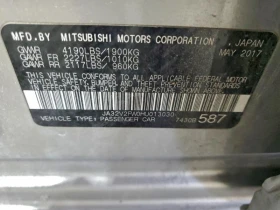 MFD.BY MITSUBISHI MOTORS CORPORATION JAPAN
GVWR 4190LBS/1900KG MAY 2017
GAWR FR 2227LBS/1010KG
GAWR RR 2117LBS/ 960KG
THIS VEHICLE CONFORMS TO ALL APPLICABLE
FEDERAL MOTOR VEHICLE SAFETY, BUMPER
AND THEFT PREVENTION STANDARDS
IN EFFECT ON THE DATE OF MANUFACTURE
SHOWN ABOVE.
JA32V2FW3HU013030
VEHICLE TYPE: PASSENGER CAR 587